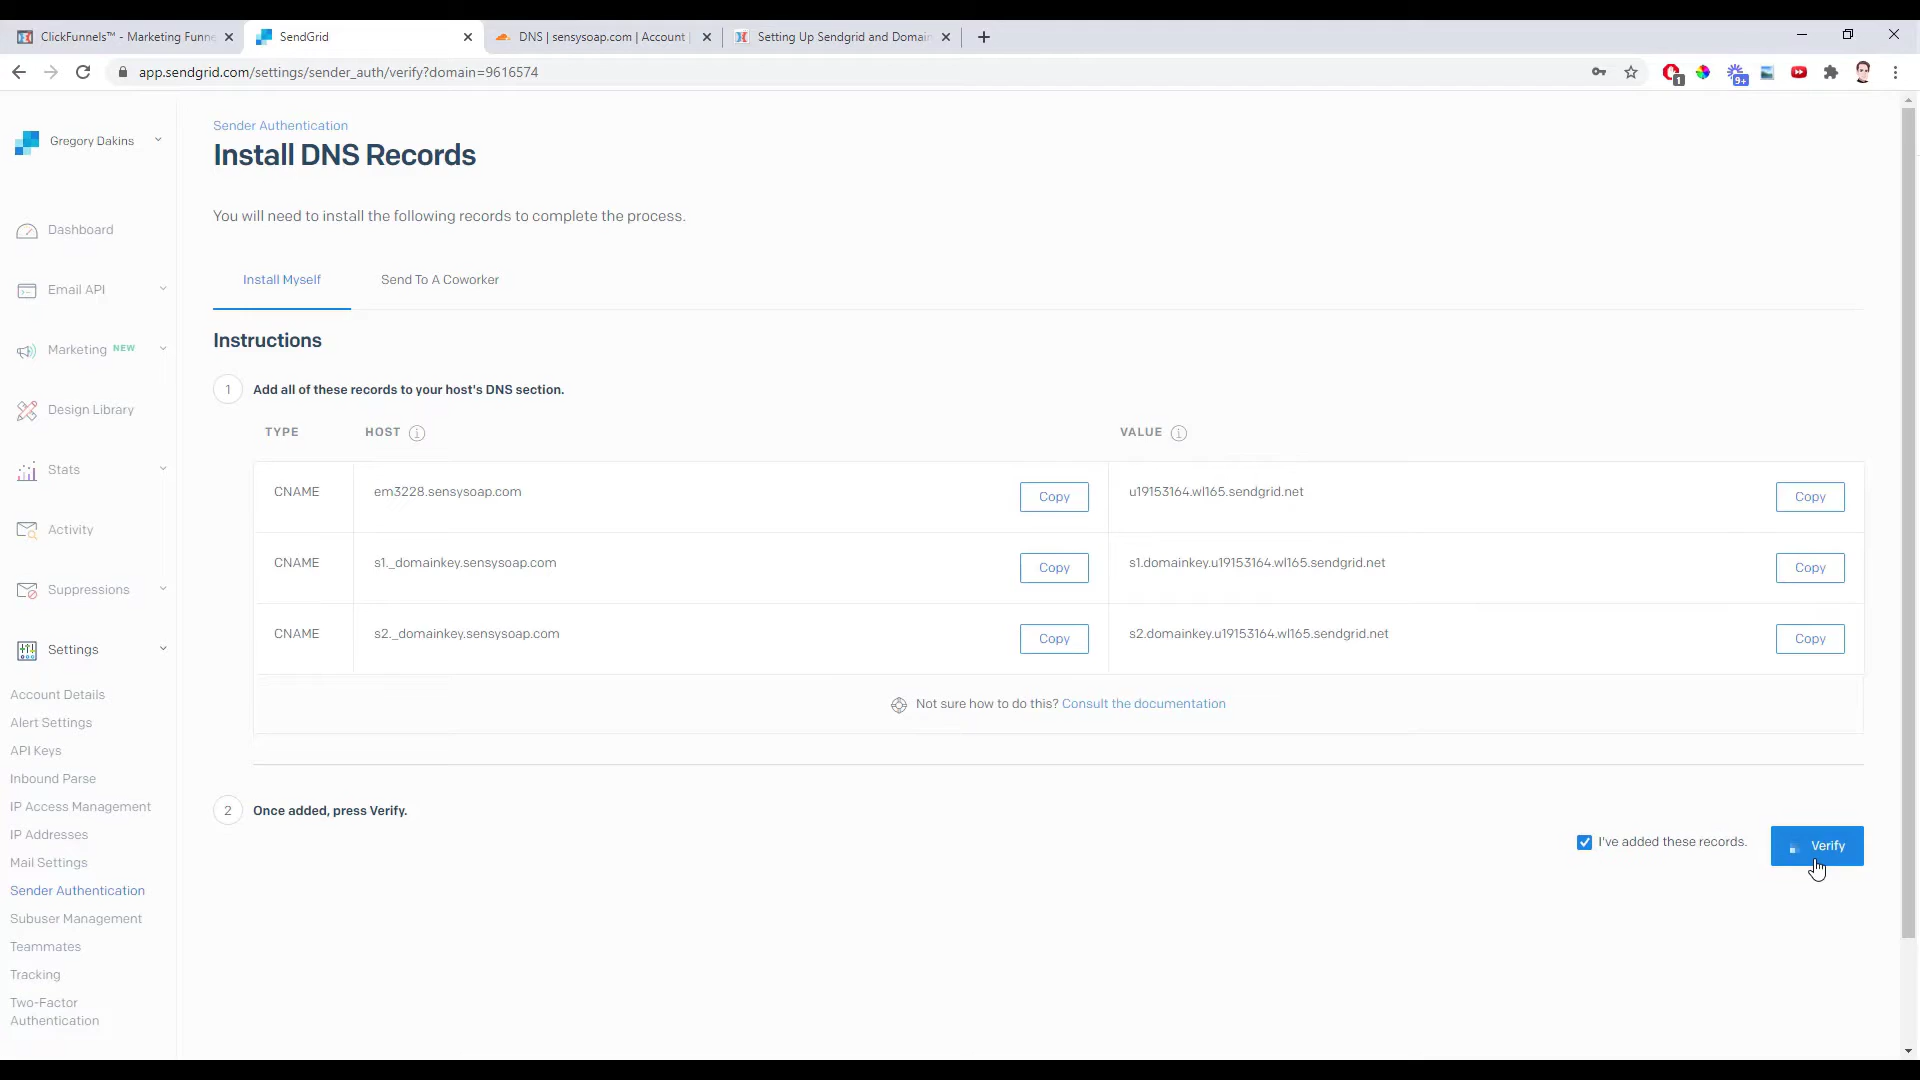 ClickFunnels™ - Marketing Funne
SendGrid
DNS | sensysoap.com | Account |
Setting Up Sendgrid and Domain
app.sendgrid.com/settings/sender_auth/verify?domain=9616574
1
9+
Gregory Dakins
Dashboard
Email API
Marketing NEW
Design Library
Stats
Activity
Suppressions
Settings
Account Details
Alert Settings
API Keys
Inbound Parse
IP Access Management
IP Addresses
Mail Settings
Sender Authentication
Subuser Management
Teammates
Tracking
Two-Factor
Authentication
Sender Authentication
Install DNS Records
You will need to install the following records to complete the process.
Install Myself Send To A Coworker
Instructions
1 Add all of these records to your host's DNS section.
TYPE HOST VALUE
CNAME em3228.sensysoap.com Copy u19153164.wl165.sendgrid.net Copy
CNAME s1._domainkey.sensysoap.com Copy s1.domainkey.u19153164.wl165.sendgrid.net Copy
CNAME s2._domainkey.sensysoap.com Copy s2.domainkey.u19153164.wl165.sendgrid.net Copy
Not sure how to do this? Consult the documentation
2 Once added, press Verify.
I've added these records. Verify